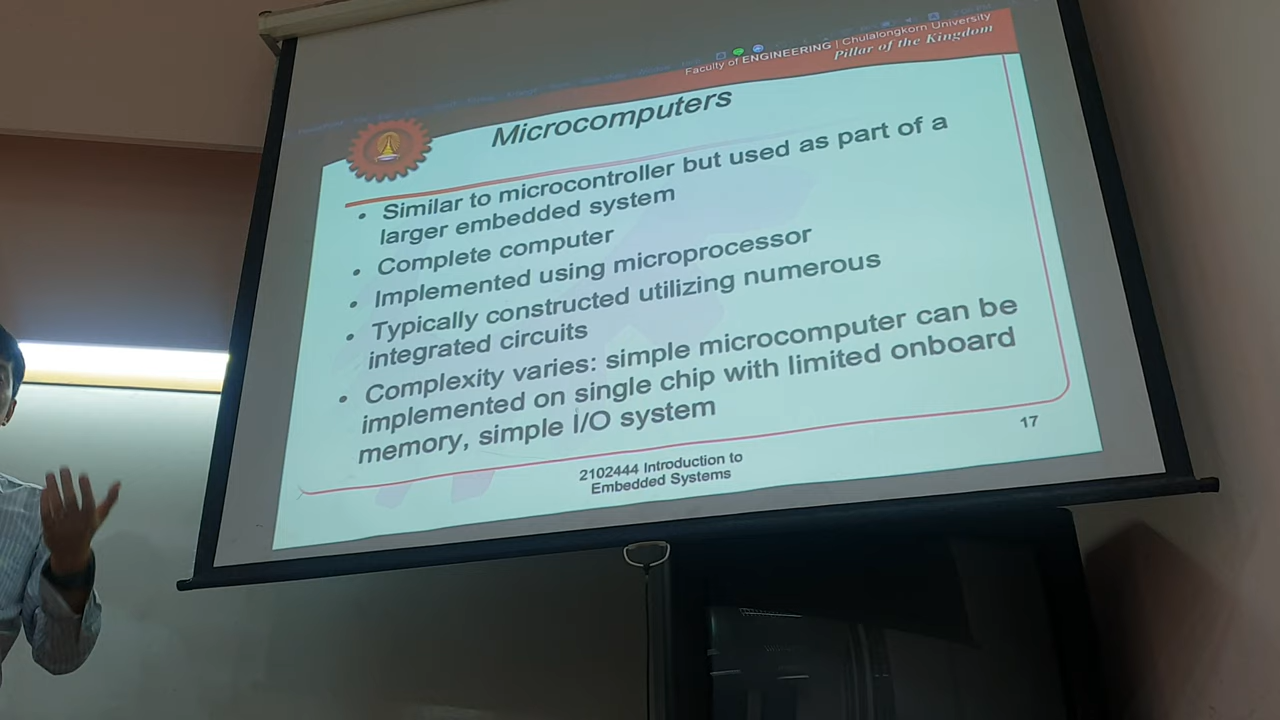 Faculty of ENGINEERING | Chulalongkorn University
Pillar of the Kingdom
Microcomputers
• Similar to microcontroller but used as part of a
larger embedded system
• Complete computer
• Implemented using microprocessor
• Typically constructed utilizing numerous
integrated circuits
• Complexity varies: simple microcomputer can be
implemented on single chip with limited onboard
memory, simple I/O system
17
2102444 Introduction to
Embedded Systems